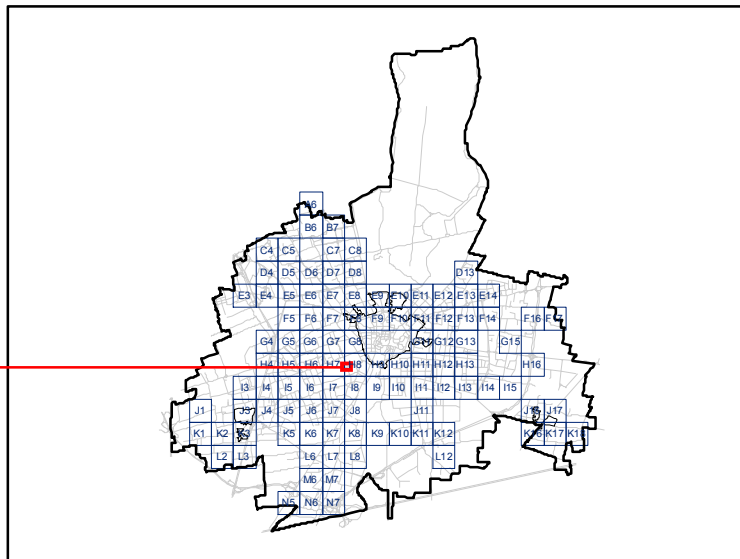 A6
B6 B7
C4 C5 C7 C8
D4 D5 D6 D7 D8 D13
E3 E4 E5 E6 E7 E8 E9 E10 E11 E12 E13 E14
F5 F6 F7 F9 F10 F11 F12 F13 F14 F16
G4 G5 G6 G7 G8 G12 G13 G15
H4 H5 H6 H7 H8 H9 H10 H11 H12 H13 H16
I3 I4 I5 I6 I7 I8 I9 I10 I11 I12 I13 I14 I15
J1 J3 J4 J5 J6 J7 J8 J11 J17
K1 K2 K5 K6 K7 K8 K9 K10 K11 K12 K16 K17 K18
L2 L3 L6 L7 L8 L12
M6 M7
N5 N6 N7